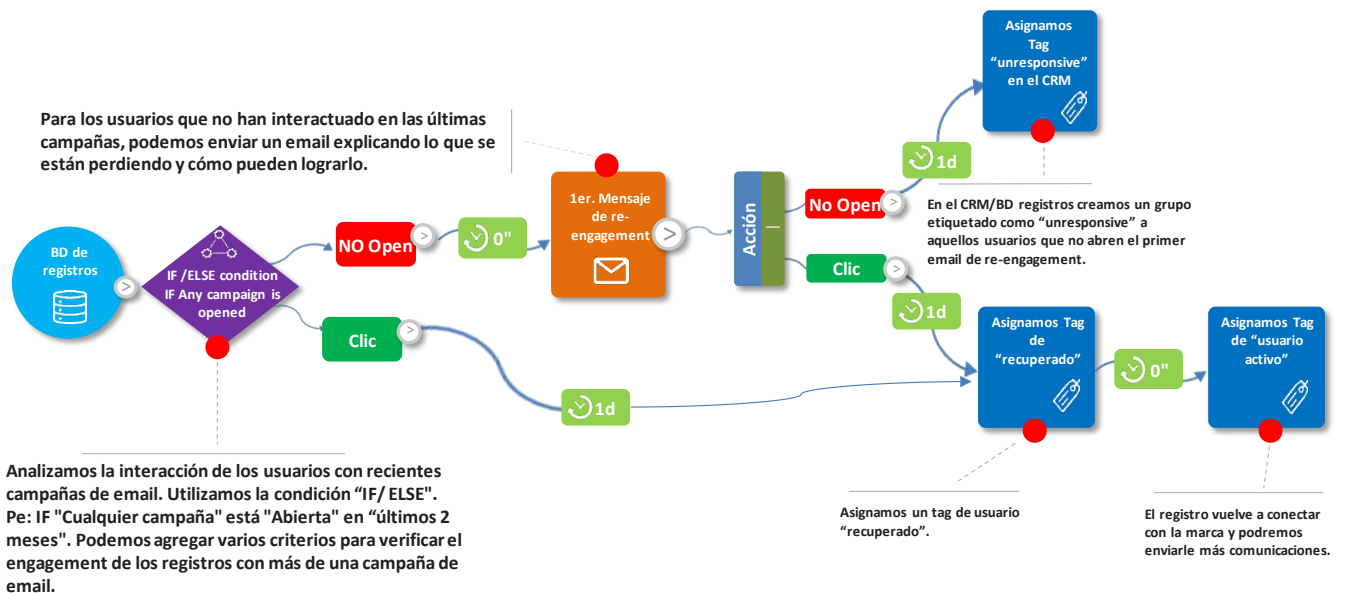 Asignamos
Tag
“unresponsive”
en el CRM
Para los usuarios que no han interactuado en las últimas
campañas, podemos enviar un email explicando lo que se
están perdiendo y cómo pueden lograrlo.
1d
1er. Mensaje
de re-
engagement
>
Acción
No Open
>
En el CRM/BD registros creamos un grupo
etiquetado como “unresponsive” a
aquellos usuarios que no abren el primer
email de re-engagement.
BD de
registros
>
IF /ELSE condition
IF Any campaign is
opened
NO Open
>
0"
Clic
>
1d
Clic
>
1d
Asignamos Tag
de
“recuperado”
0"
Asignamos Tag
de “usuario
activo”
Analizamos la interacción de los usuarios con recientes
campañas de email. Utilizamos la condición “IF/ ELSE".
Pe: IF "Cualquier campaña" está "Abierta" en “últimos 2
meses". Podemos agregar varios criterios para verificar el
engagement de los registros con más de una campaña de
email.
Asignamos un tag de usuario
“recuperado”.
El registro vuelve a conectar
con la marca y podremos
enviarle más comunicaciones.